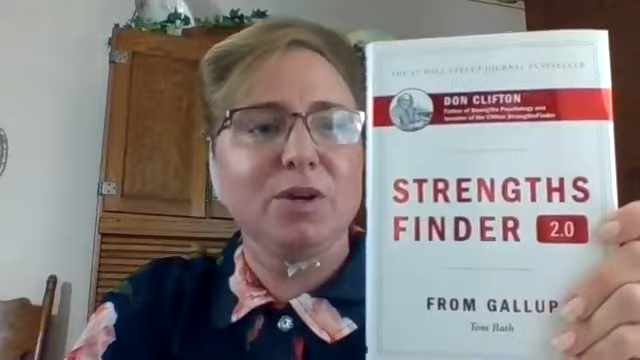 THE #1 WALL STREET JOURNAL BESTSELLER
DON CLIFTON
Father of Strengths Psychology and
Inventor of the Clifton StrengthsFinder
STRENGTHS
FINDER 2.0
FROM GALLUP
Tom Rath